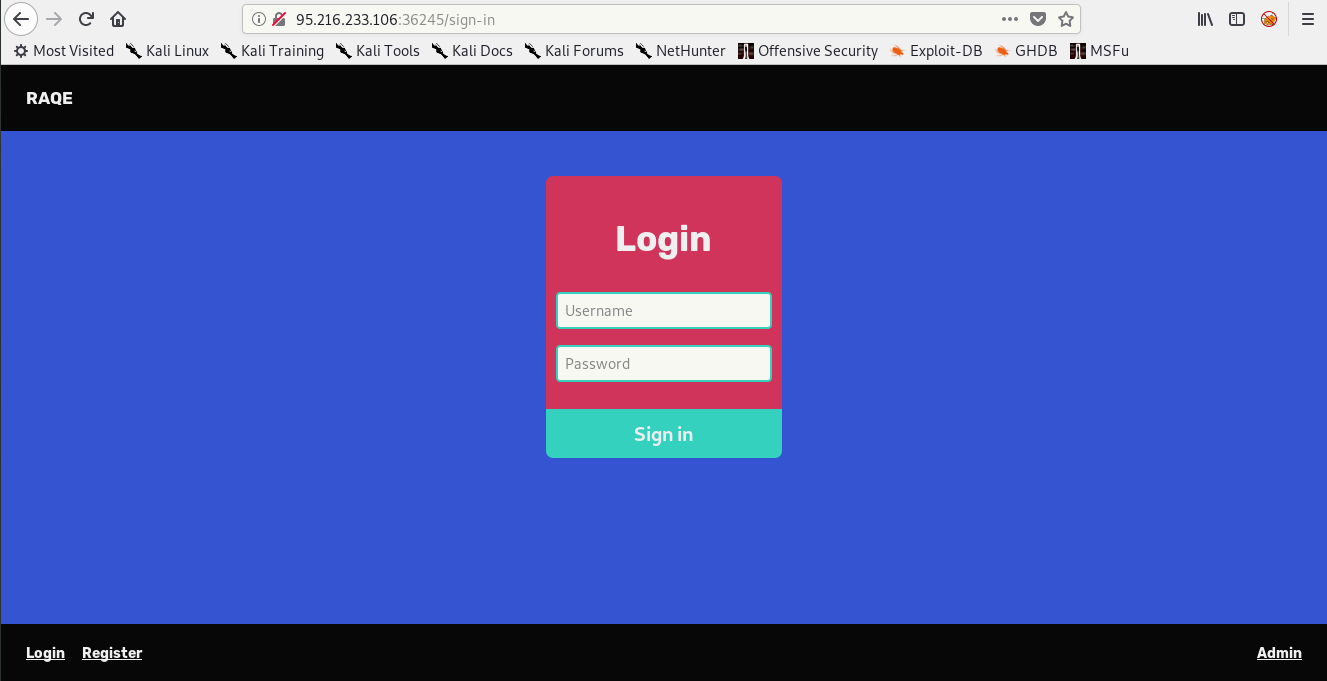 95.216.233.106:36245/sign-in
Most Visited Kali Linux Kali Training Kali Tools Kali Docs Kali Forums NetHunter Offensive Security Exploit-DB GHDB MSFu
RAQE
Login
Username
Password
Sign in
Login Register Admin